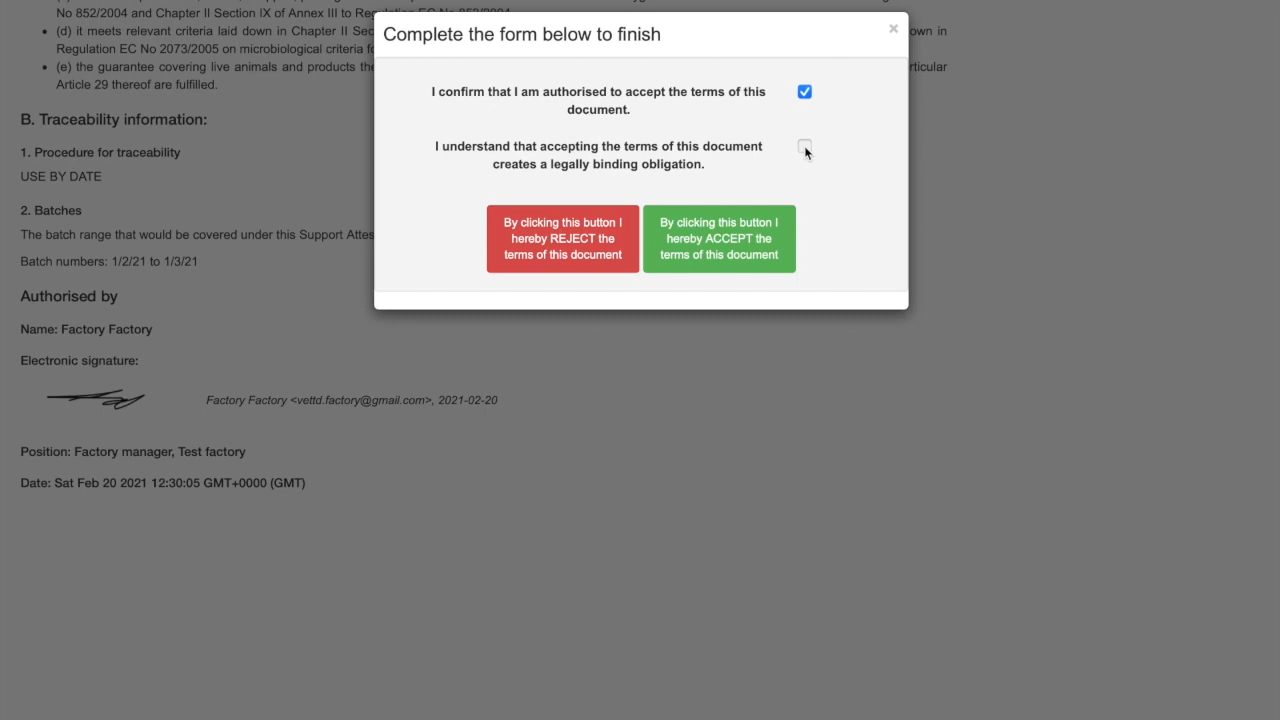 No 852/2004 and Chapter II Section IX of Annex III to Regulation EC No 853/2004
• (d) it meets relevant criteria laid down in Chapter II Sec own in
Regulation EC No 2073/2005 on microbiological criteria fo
• (e) the guarantee covering live animals and products the rticular
Article 29 thereof are fulfilled.
B. Traceability information:
1. Procedure for traceability
USE BY DATE
2. Batches
The batch range that would be covered under this Support Attes
Batch numbers: 1/2/21 to 1/3/21
Authorised by
Name: Factory Factory
Electronic signature:
Factory Factory <vettd.factory@gmail.com>, 2021-02-20
Position: Factory manager, Test factory
Date: Sat Feb 20 2021 12:30:05 GMT+0000 (GMT)
Complete the form below to finish
×
I confirm that I am authorised to accept the terms of this
document.
I understand that accepting the terms of this document
creates a legally binding obligation.
By clicking this button I
hereby REJECT the
terms of this document
By clicking this button I
hereby ACCEPT the
terms of this document